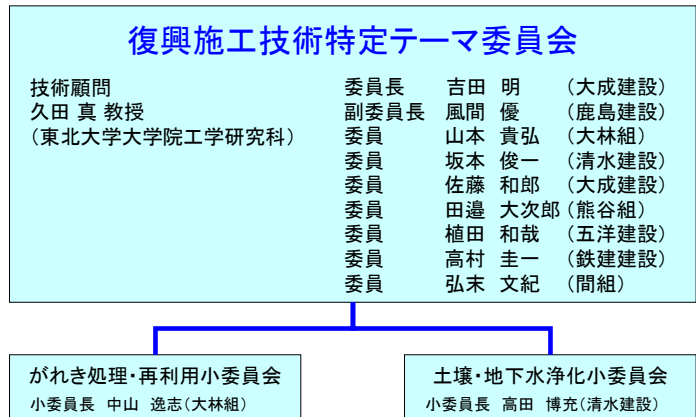 復興施工技術特定テーマ委員会
技術顧問
久田 真 教授
（東北大学大学院工学研究科）
委員長 吉田 明 （大成建設）
副委員長 風間 優 （鹿島建設）
委員 山本 貴弘 （大林組）
委員 坂本 俊一 （清水建設）
委員 佐藤 和郎 （大成建設）
委員 田邉 大次郎 （熊谷組）
委員 植田 和哉 （五洋建設）
委員 高村 圭一 （鉄建建設）
委員 弘末 文紀 （間組）
がれき処理・再利用小委員会
小委員長 中山 逸志（大林組）
土壌・地下水浄化小委員会
小委員長 高田 博充（清水建設）